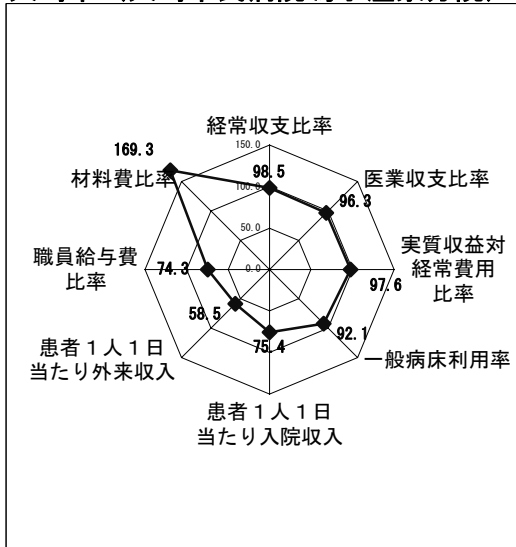 経常収支比率
150.0
169.3
98.5
材料費比率
100.0
医業収支比率
96.3
50.0
職員給与費
比率
74.3
0.0
実質収益対
経常費用
比率
97.6
58.5
92.1
75.4
一般病床利用率
患者１人１日
当たり外来収入
患者１人１日
当たり入院収入